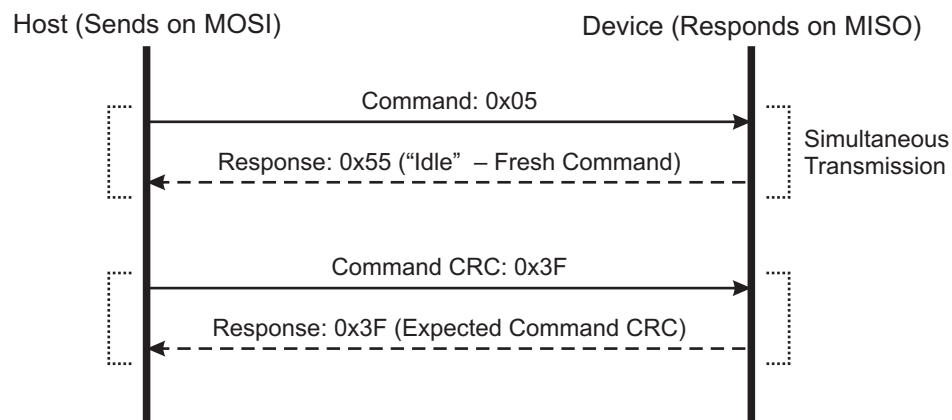 Host (Sends on MOSI)
Device (Responds on MISO)
Command: 0x05
Response: 0x55 (“Idle” – Fresh Command)
Simultaneous
Transmission
Command CRC: 0x3F
Response: 0x3F (Expected Command CRC)